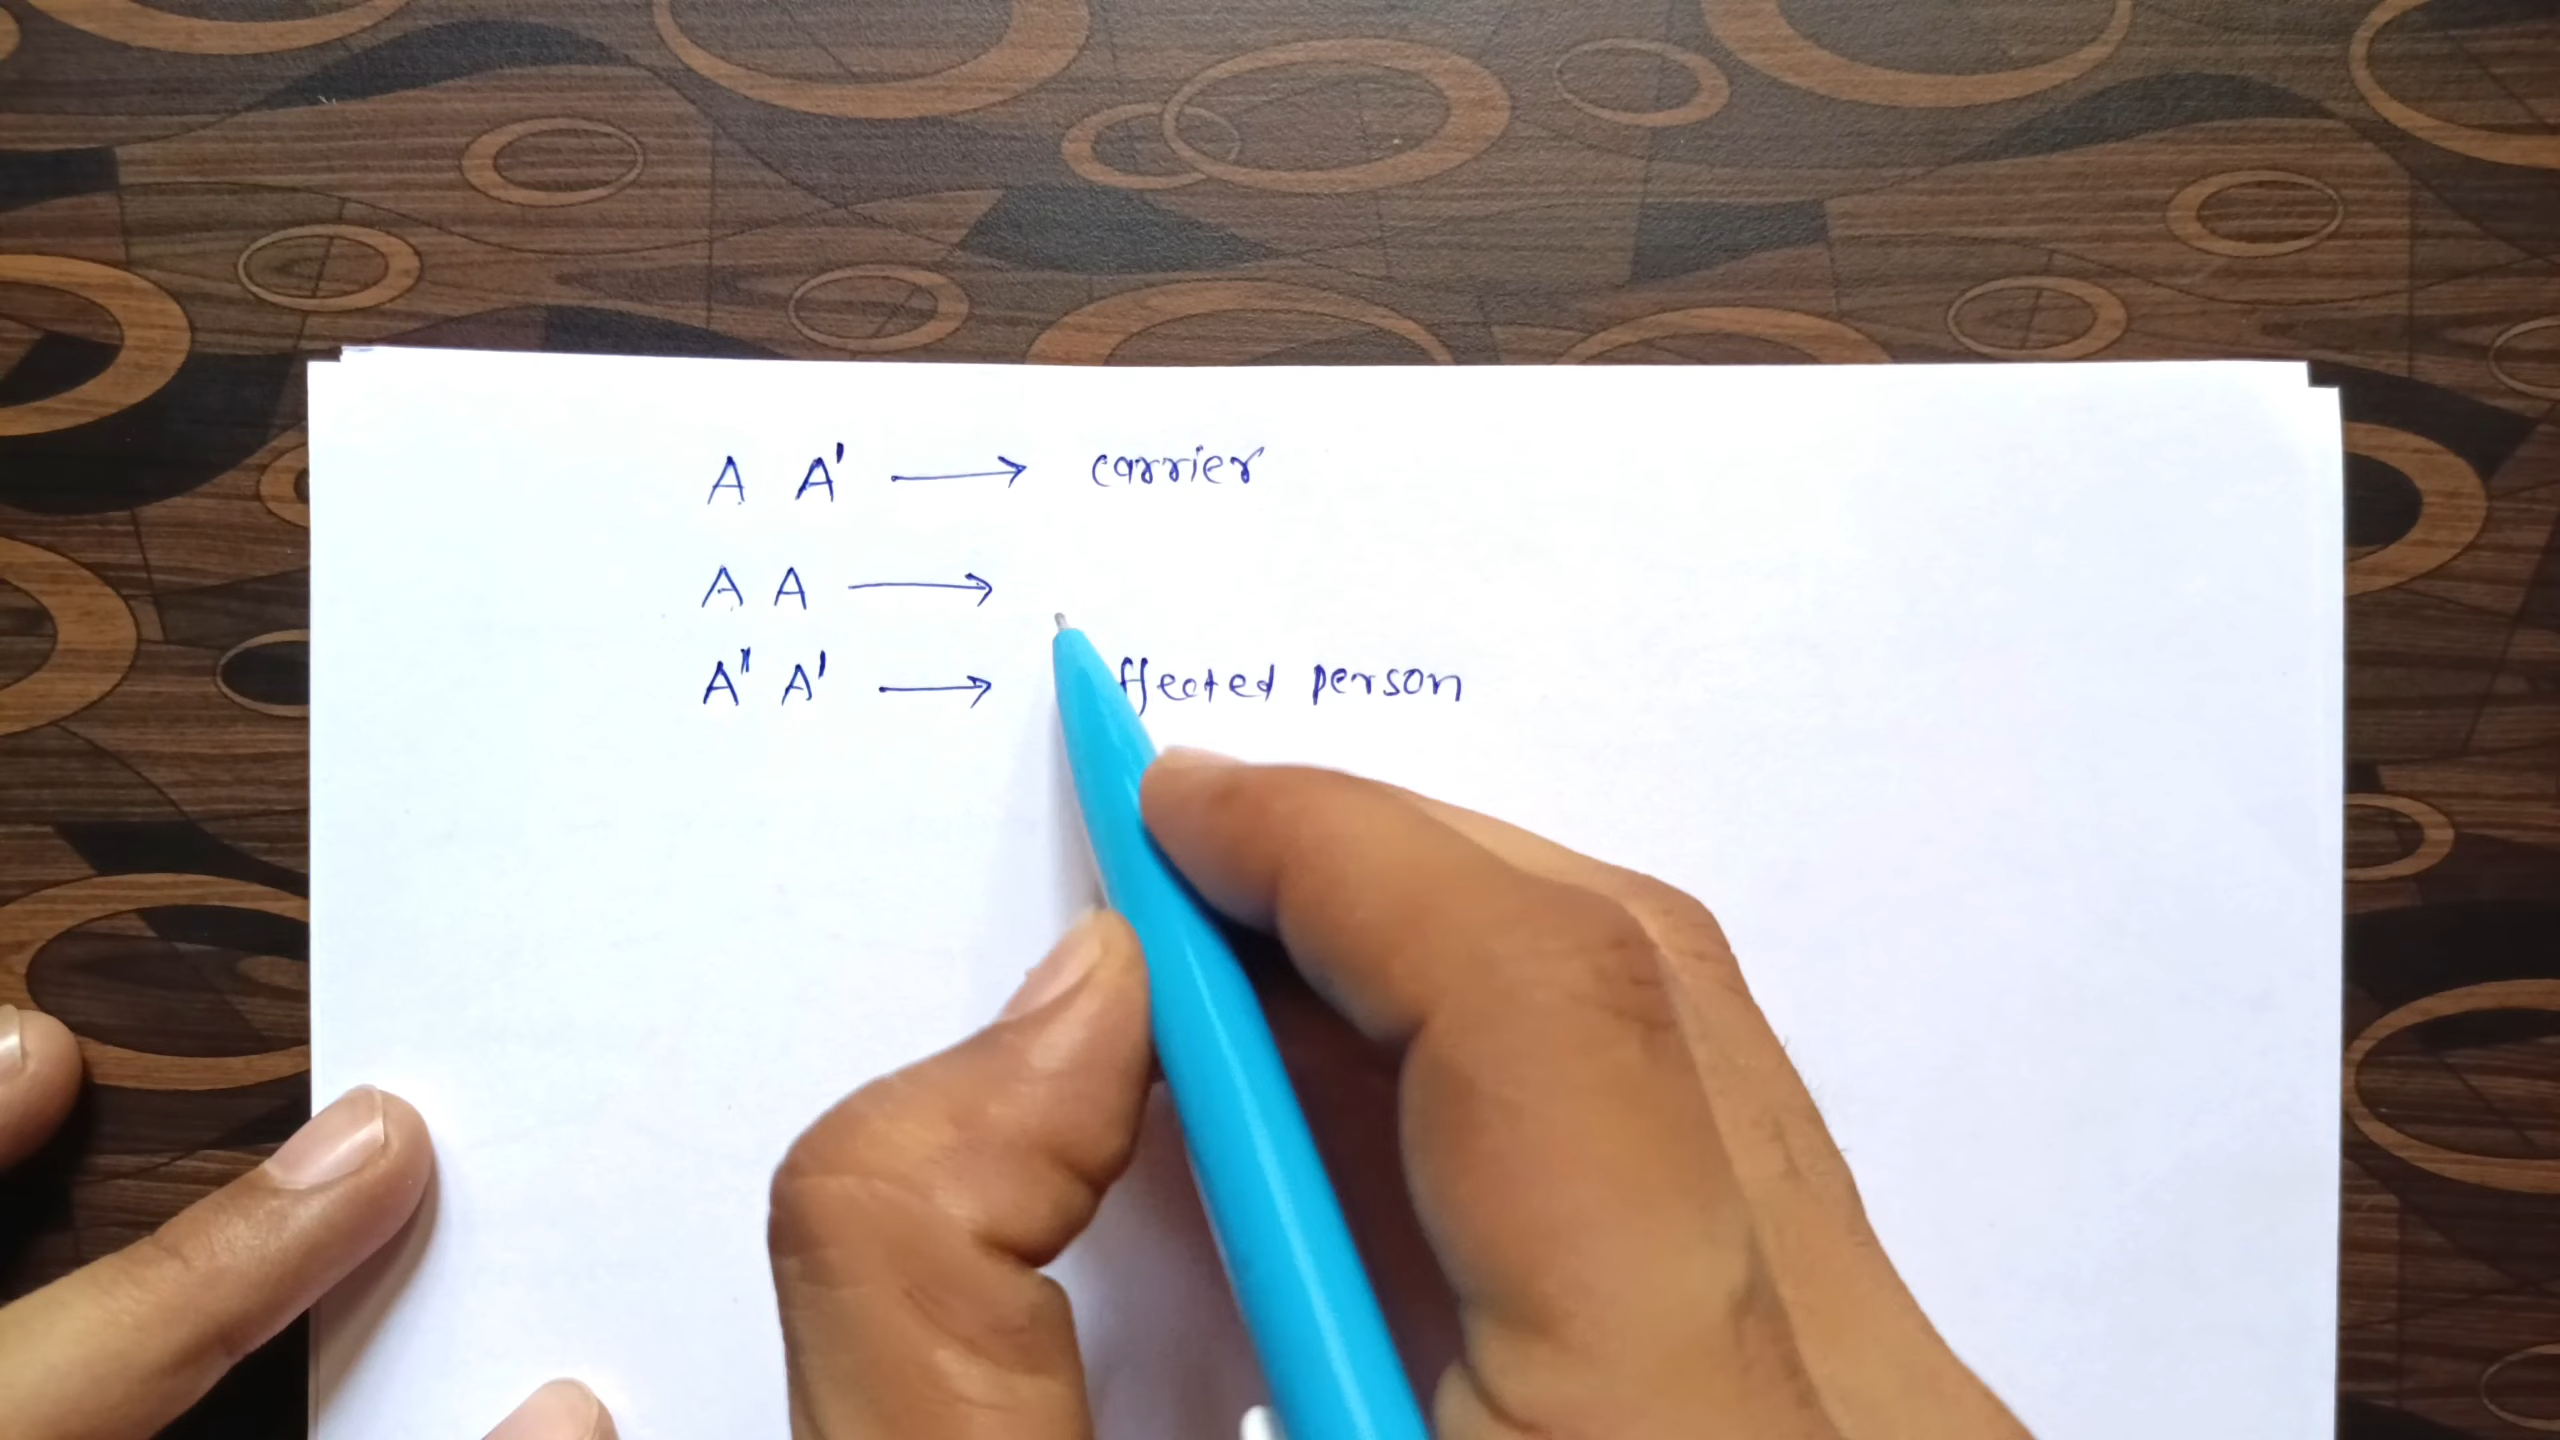 A A' → carrier
A A →
A" A' → ffected person